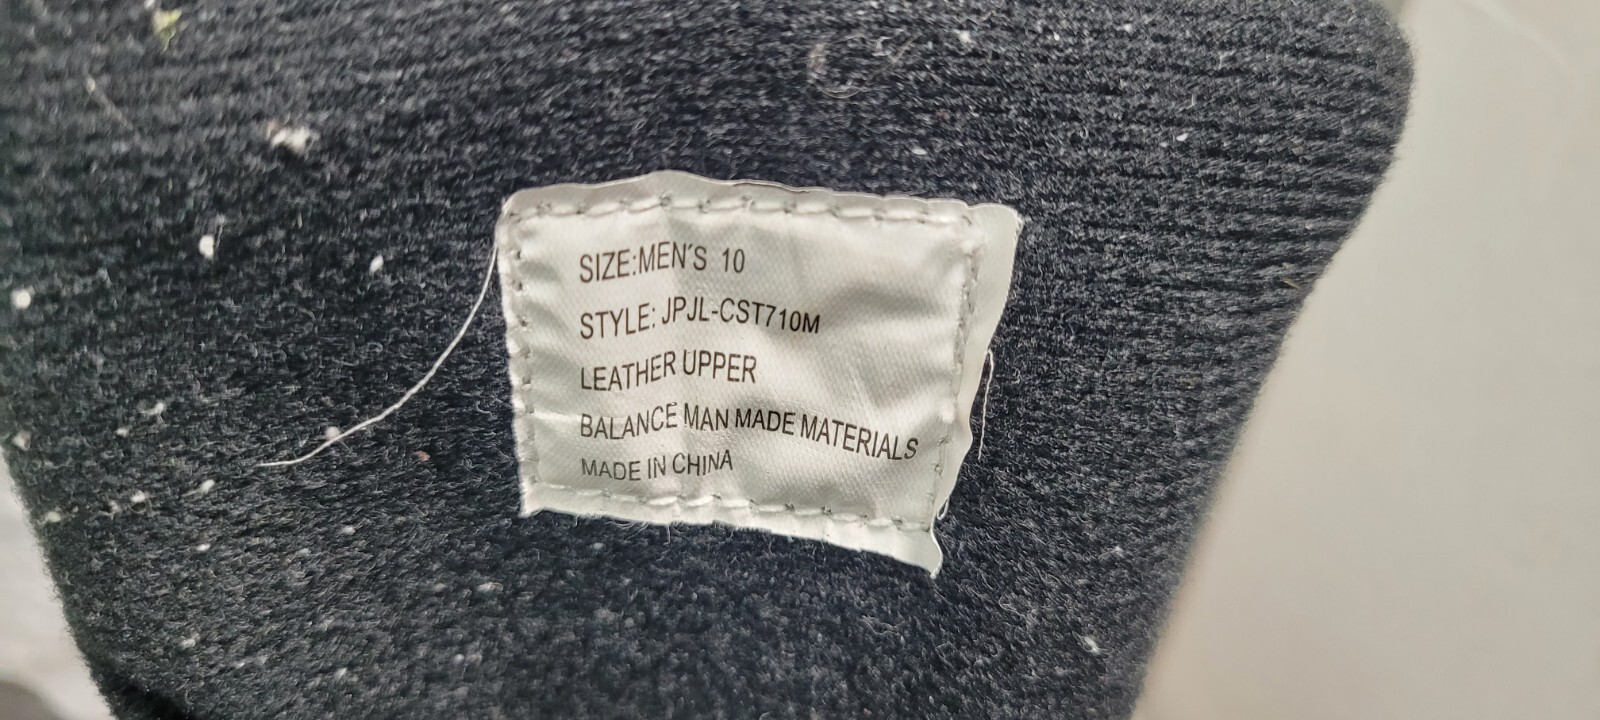 SIZE:MEN'S 10
STYLE: JPJL-CST710M
LEATHER UPPER
BALANCE MAN MADE MATERIALS
MADE IN CHINA